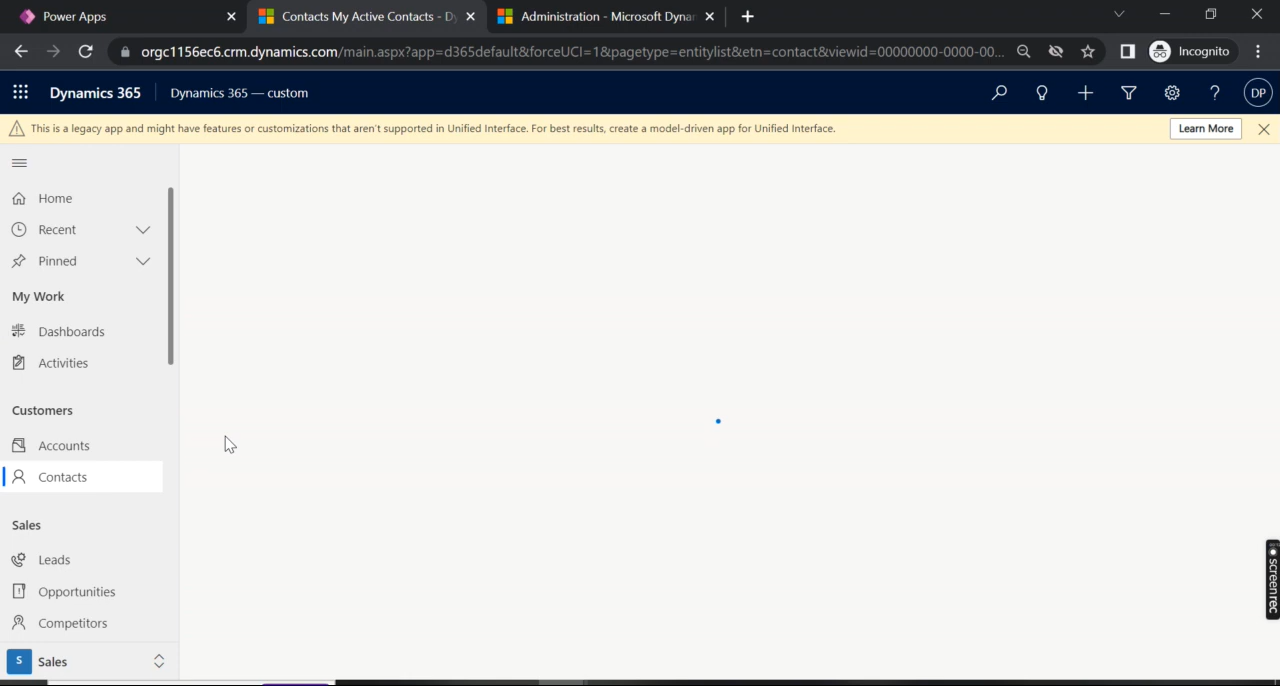 Power Apps
Contacts My Active Contacts - Dy
Administration - Microsoft Dynar
orgc1156ec6.crm.dynamics.com/main.aspx?app=d365default&forceUCI=1&pagetype=entitylist&etn=contact&viewid=00000000-0000-00...
Incognito
Dynamics 365
Dynamics 365 — custom
DP
This is a legacy app and might have features or customizations that aren't supported in Unified Interface. For best results, create a model-driven app for Unified Interface.
Learn More
Home
Recent
Pinned
My Work
Dashboards
Activities
Customers
Accounts
Contacts
Sales
Leads
Opportunities
Competitors
S
Sales
screenrec